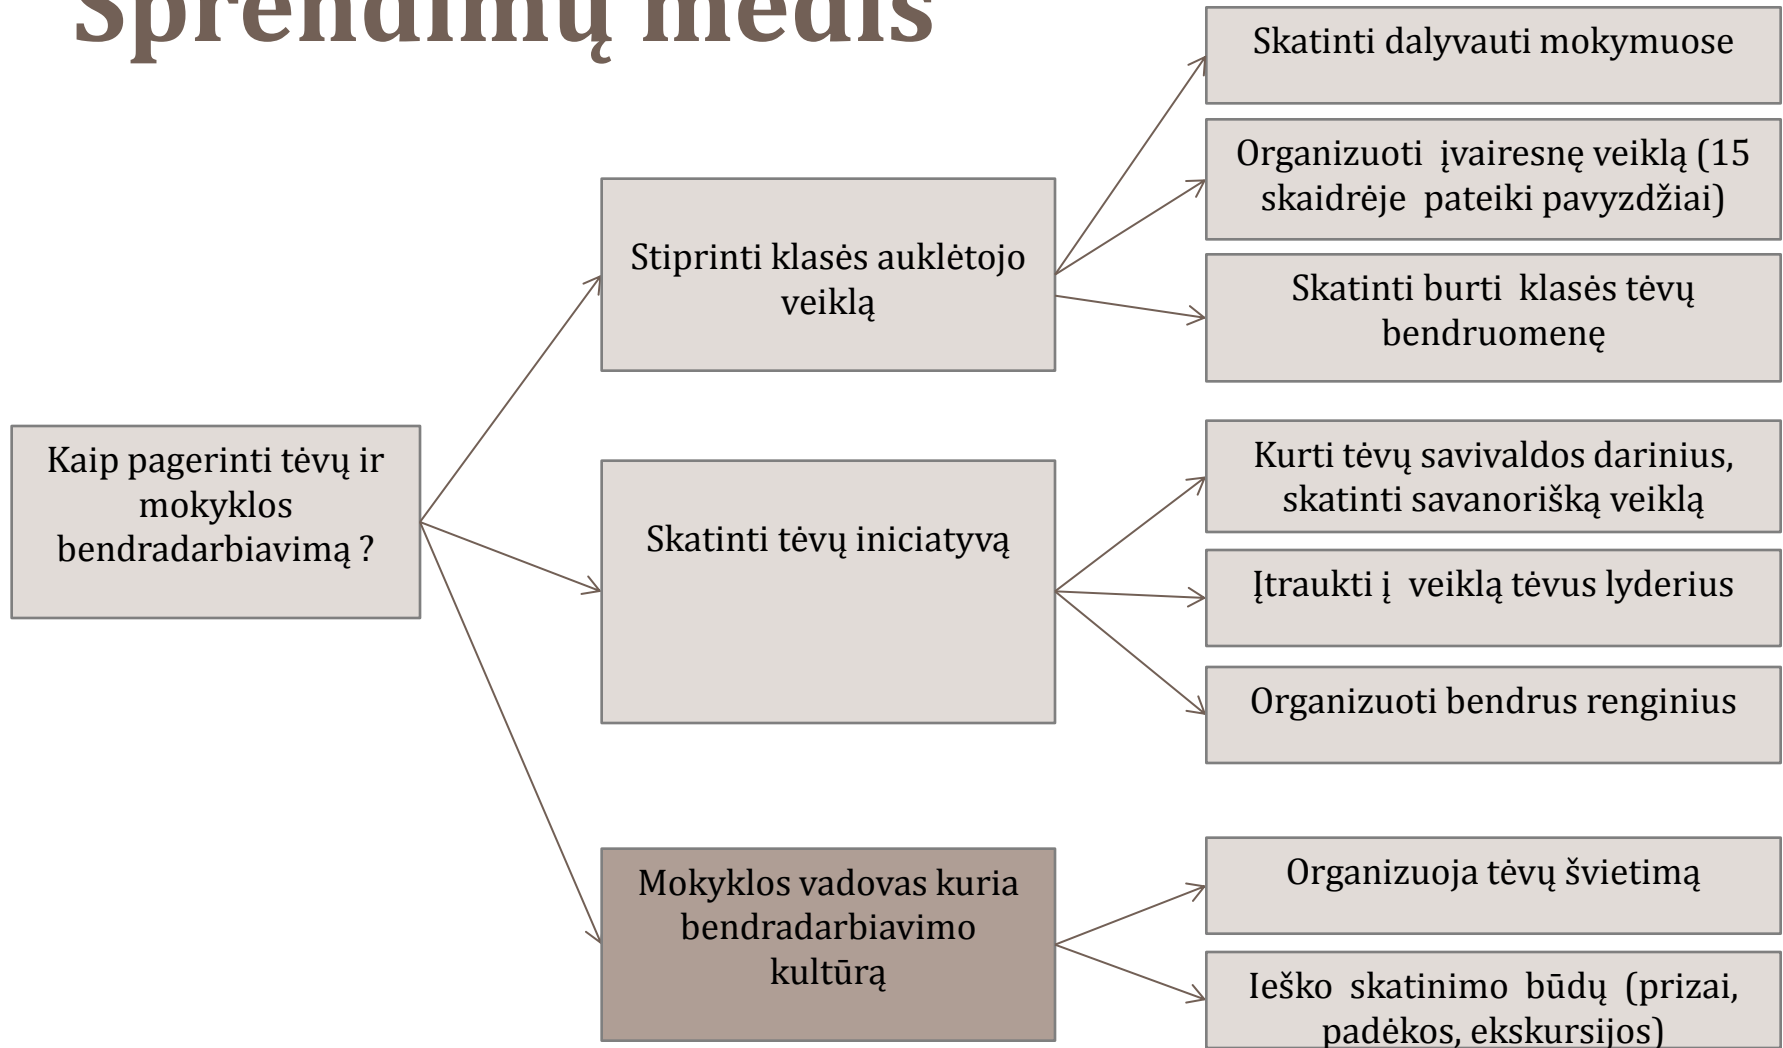 Sprendimų medis
Skatinti dalyvauti mokymuose
Organizuoti įvairesnę veiklą (15
skaidrėje pateiki pavyzdžiai)
Stiprinti klasės auklėtojo
veiklą
Skatinti burti klasės tėvų
bendruomenę
Kaip pagerinti tėvų ir
mokyklos
bendradarbiavimą ?
Skatinti tėvų iniciatyvą
Kurti tėvų savivaldos darinius,
skatinti savanorišką veiklą
Įtraukti į veiklą tėvus lyderius
Organizuoti bendrus renginius
Mokyklos vadovas kuria
bendradarbiavimo
kultūrą
Organizuoja tėvų švietimą
Ieško skatinimo būdų (prizai,
padėkos, ekskursijos)